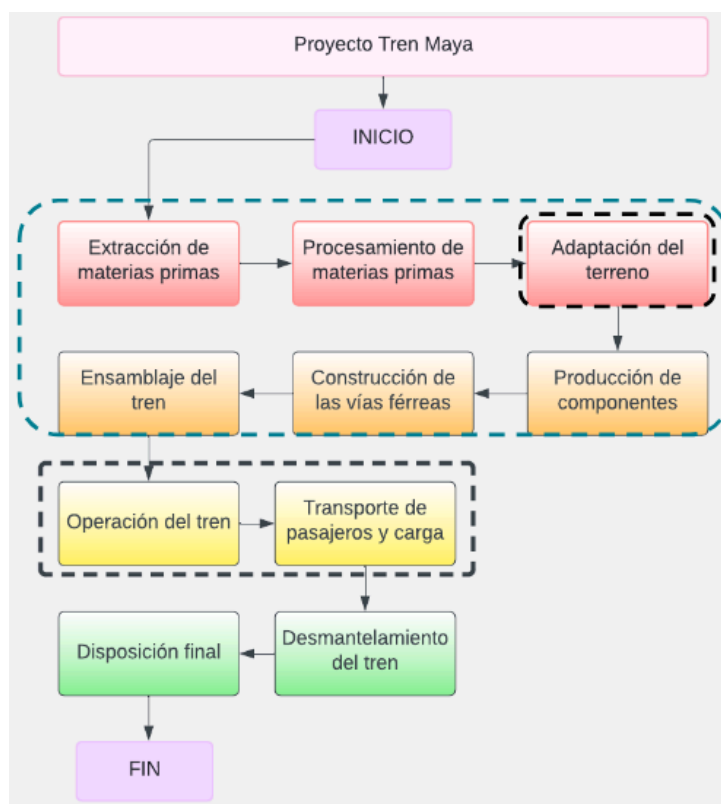 Proyecto Tren Maya
INICIO
Extracción de
materias primas
Procesamiento de
materias primas
Adaptación del
terreno
Ensamblaje del
tren
Construcción de
las vías férreas
Producción de
componentes
Operación del tren
Transporte de
pasajeros y carga
Disposición final
Desmantelamiento
del tren
FIN